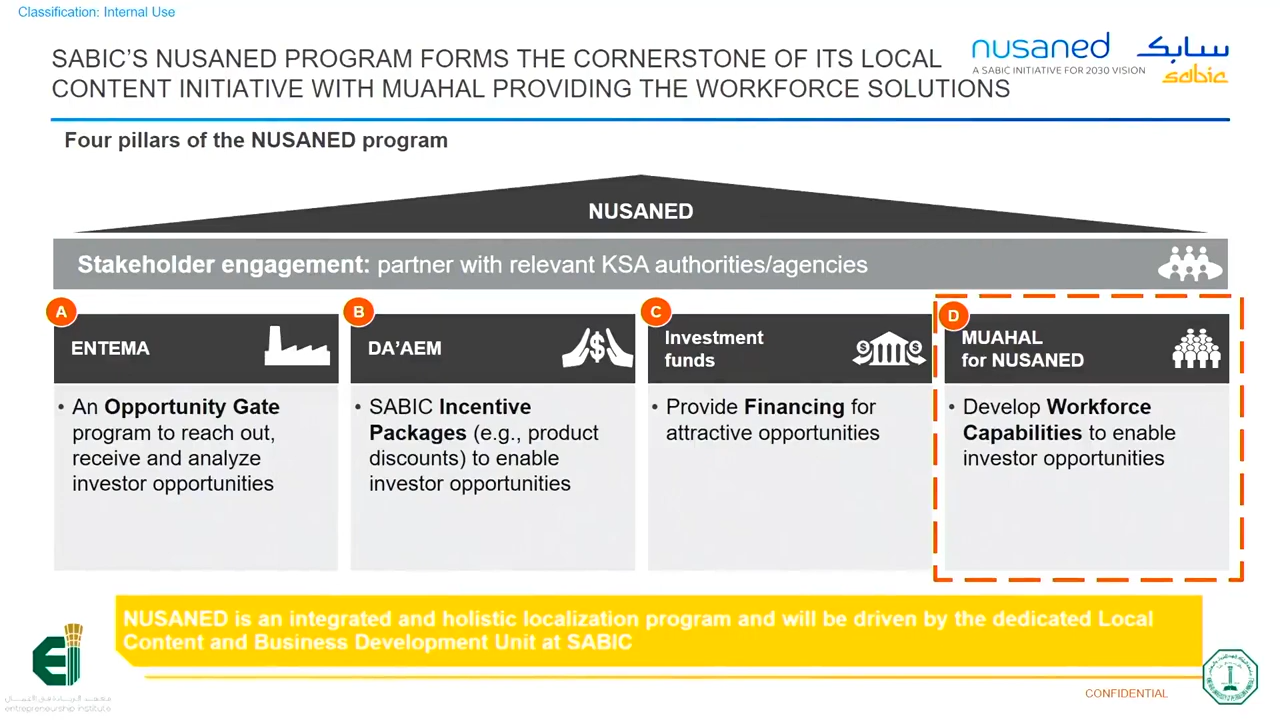 Classification: Internal Use
SABIC’S NUSANED PROGRAM FORMS THE CORNERSTONE OF ITS LOCAL
CONTENT INITIATIVE WITH MUAHAL PROVIDING THE WORKFORCE SOLUTIONS
nusaned
A SABIC INITIATIVE FOR 2030 VISION
سابك
sabic
Four pillars of the NUSANED program
NUSANED
Stakeholder engagement: partner with relevant KSA authorities/agencies
A
ENTEMA
• An Opportunity Gate
program to reach out,
receive and analyze
investor opportunities
B
DA’AEM
• SABIC Incentive
Packages (e.g., product
discounts) to enable
investor opportunities
C
Investment
funds
• Provide Financing for
attractive opportunities
D
MUAHAL
for NUSANED
• Develop Workforce
Capabilities to enable
investor opportunities
NUSANED is an integrated and holistic localization program and will be driven by the dedicated Local
Content and Business Development Unit at SABIC
entrepreneurship institute
CONFIDENTIAL